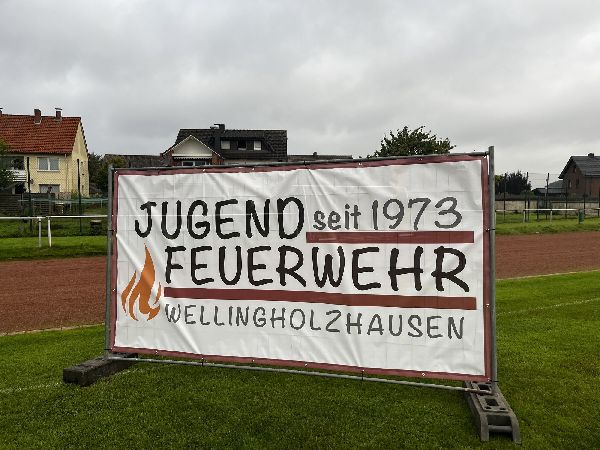 JUGEND seit 1973
FEUERWEHR
WELLINGHOLZHAUSEN